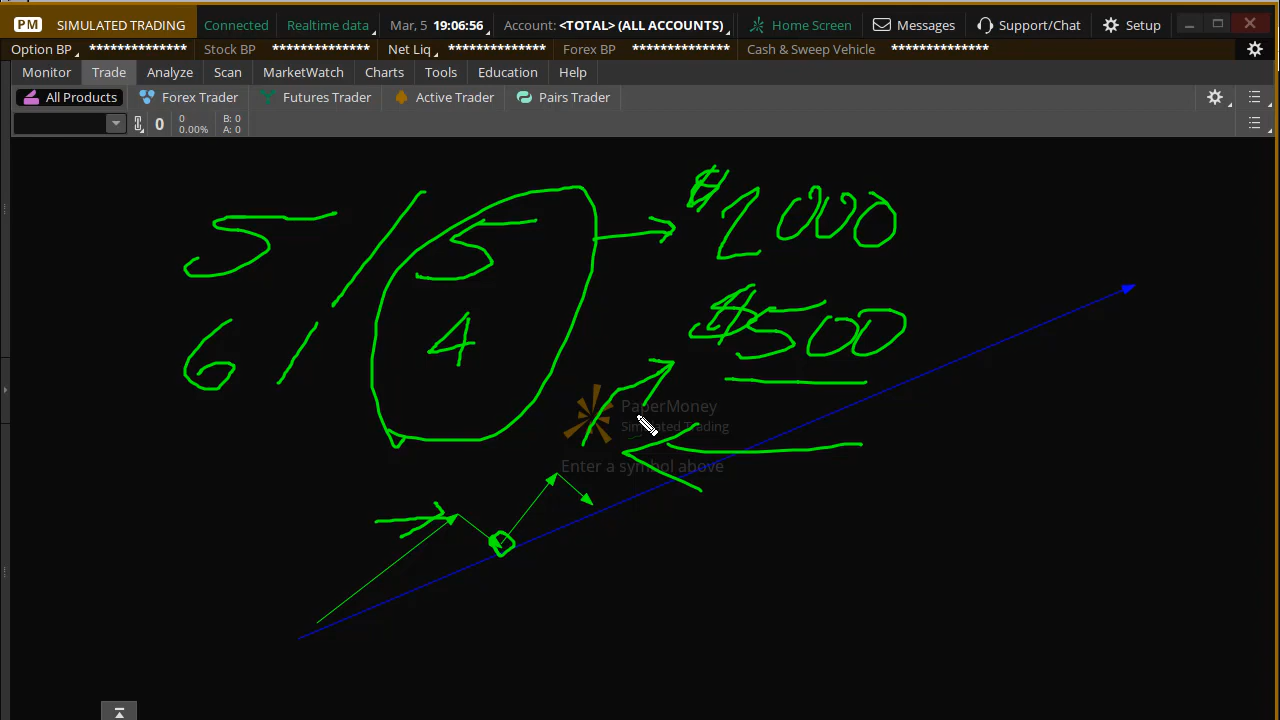 PM SIMULATED TRADING Connected Realtime data Mar, 5 19:06:56 Account: <TOTAL> (ALL ACCOUNTS) Home Screen Messages Support/Chat Setup
Option BP ************** Stock BP ************** Net Liq ************** Forex BP ************** Cash & Sweep Vehicle **************
Monitor Trade Analyze Scan MarketWatch Charts Tools Education Help
All Products Forex Trader Futures Trader Active Trader Pairs Trader
0 0 B: 0
0.00% A: 0
5 / 5 $1000
6 / 4 $500
PaperMoney
Simulated Trading
Enter a symbol above